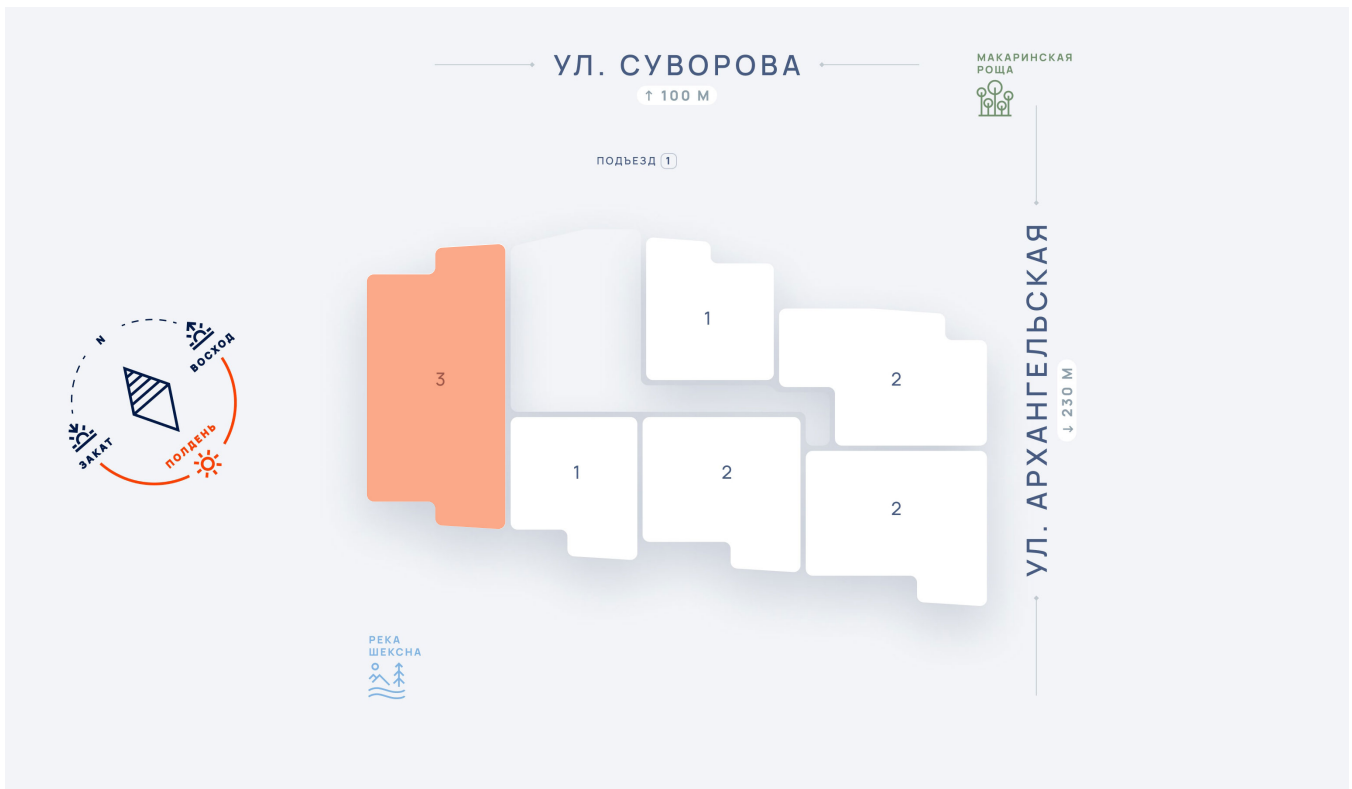 УЛ. СУВОРОВА
↑ 100 М
МАКАРИНСКАЯ
РОЩА
ПОДЪЕЗД 1
УЛ. АРХАНГЕЛЬСКАЯ
↓ 230 М
N
ВОСХОД
ПОЛДЕНЬ
ЗАКАТ
3
1
2
1
2
2
РЕКА
ШЕКСНА